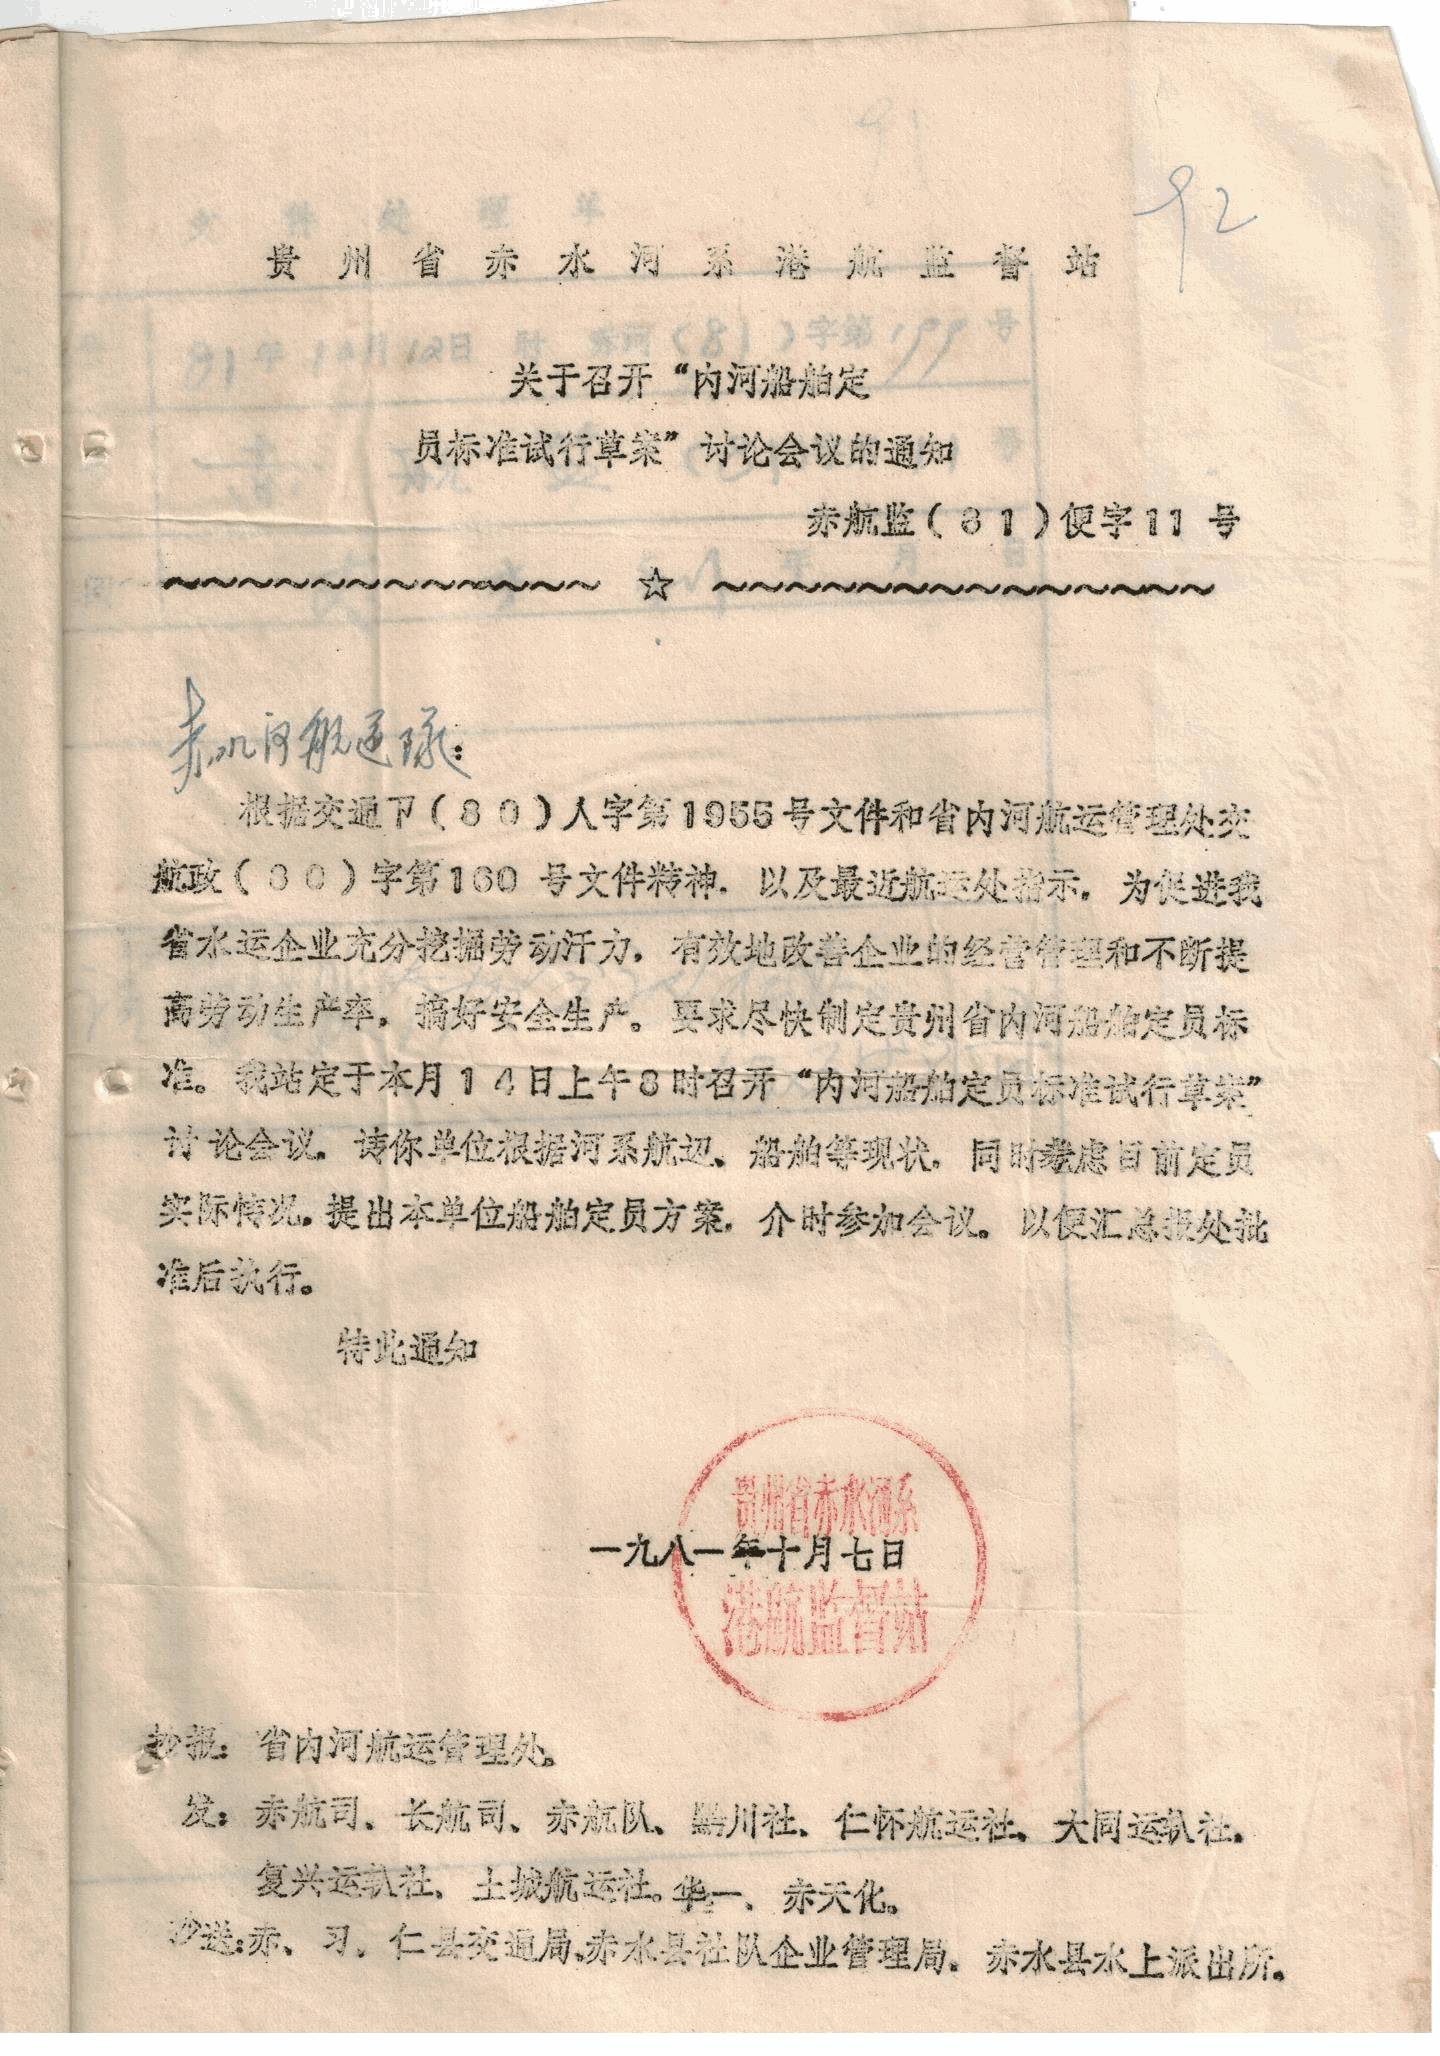 92
贵州省赤水河系港航监督站
关于召开“内河船舶定
员标准试行草案”讨论会议的通知
赤航监(81)便字11号
☆
赤水河航运队:
根据交通下(80)人字第1955号文件和省内河航运管理处交
航政(80)字第160号文件精神,以及最近航运处指示,为促进我
省水运企业充分挖掘劳动汗力,有效地改善企业的经营管理和不断提
高劳动生产率,搞好安全生产。要求尽快制定贵州省内河船舶定员标
准。我站定于本月14日上午8时召开“内河船舶定员标准试行草案”
讨论会议,请你单位根据河系航辺、船舶等现状,同时考虑目前定员
实际情况,提出本单位船舶定员方案,介时参加会议。以便汇总报处批
准后执行。
特此通知
贵州省赤水河系
一九八一年十月七日
港航监督站
抄报:省内河航运管理处。
发:赤航司、长航司、赤航队、黔川社、仁怀航运社、大同运社、
复兴运社、土城航运社。华一、赤天化。
抄送:赤、习、仁县交通局、赤水县社队企业管理局、赤水县水上派出所。